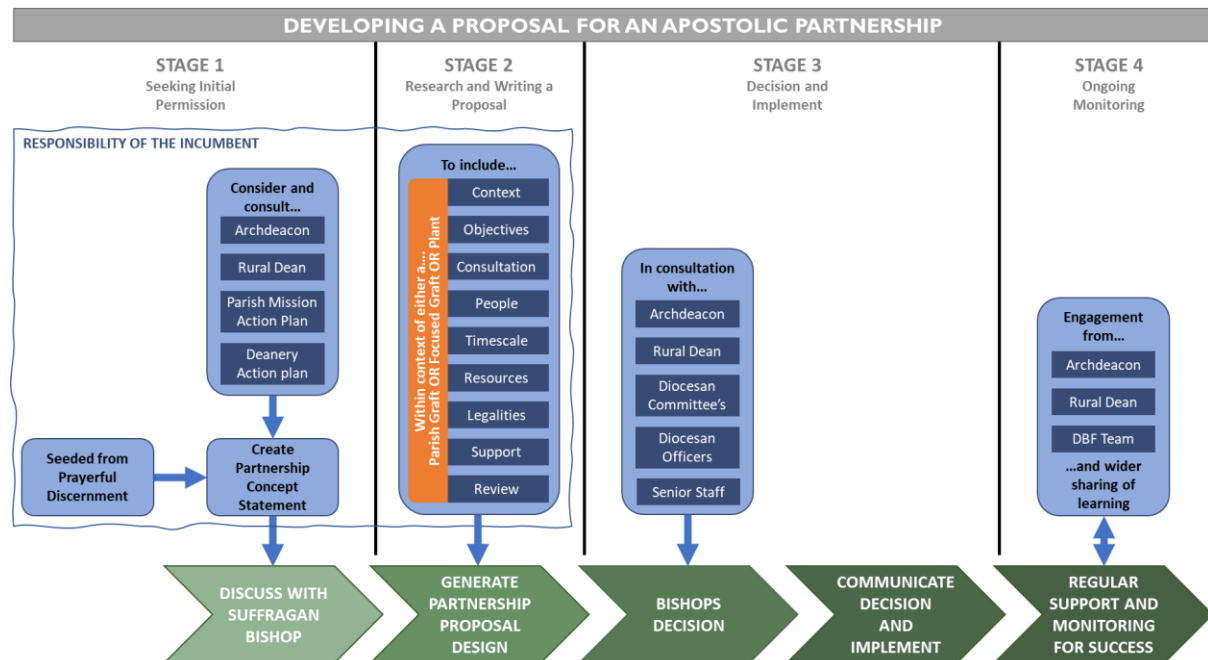 DEVELOPING A PROPOSAL FOR AN APOSTOLIC PARTNERSHIP
STAGE 1
Seeking Initial
Permission
STAGE 2
Research and Writing a
Proposal
STAGE 3
Decision and
Implement
STAGE 4
Ongoing
Monitoring
RESPONSIBILITY OF THE INCUMBENT
Consider and
consult...
Archdeacon
Rural Dean
Parish Mission
Action Plan
Deanery
Action plan
Seeded from
Prayerful
Discernment
Create
Partnership
Concept
Statement
To include...
Within context of either a....
Parish Graft OR Focused Graft OR Plant
Context
Objectives
Consultation
People
Timescale
Resources
Legalities
Support
Review
In consultation
with...
Archdeacon
Rural Dean
Diocesan
Committee's
Diocesan
Officers
Senior Staff
Engagement
from...
Archdeacon
Rural Dean
DBF Team
...and wider
sharing of
learning
DISCUSS WITH
SUFFRAGAN
BISHOP
GENERATE
PARTNERSHIP
PROPOSAL
DESIGN
BISHOPS
DECISION
COMMUNICATE
DECISION
AND
IMPLEMENT
REGULAR
SUPPORT AND
MONITORING
FOR SUCCESS